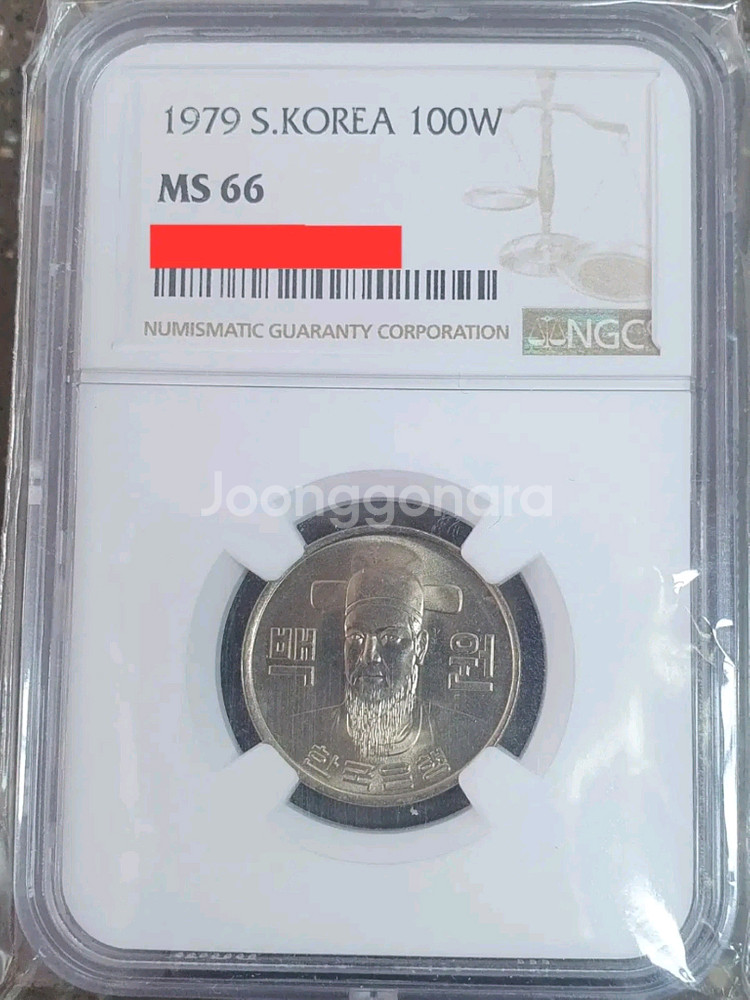 1979 S.KOREA 100W
MS 66
NUMISMATIC GUARANTY CORPORATION
NGC
Joonggonara
백 원
한국은행